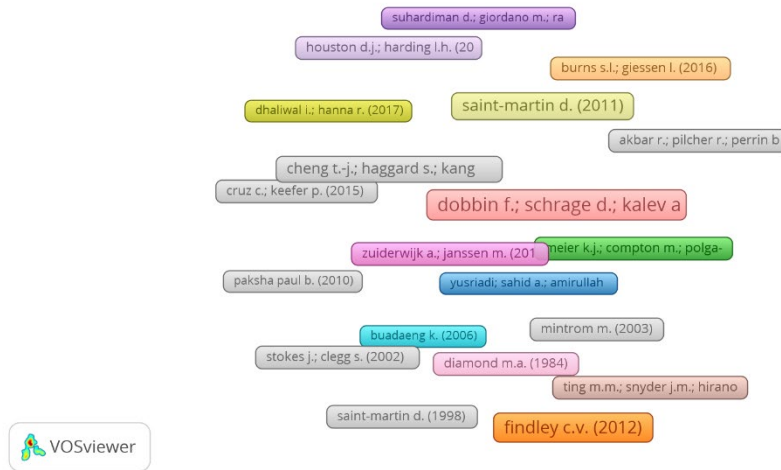 suhardiman d.; giordano m.; ra
houston d.j.; harding l.h. (20
burns s.l.; giessen l. (2016)
saint-martin d. (2011)
dhaliwal i.; hanna r. (2017)
akbar r.; pilcher r.; perrin b
cheng t.-j.; haggard s.; kang
cruz c.; keefer p. (2015)
dobbin f.; schrage d.; kalev a
zuiderwijk a.; janssen m. (201
meier k.j.; compton m.; polga-
paksha paul b. (2010)
yusriadi; sahid a.; amirullah
mintrom m. (2003)
buadaeng k. (2006)
stokes j.; clegg s. (2002)
diamond m.a. (1984)
ting m.m.; snyder j.m.; hirano
saint-martin d. (1998)
findley c.v. (2012)
VOSviewer